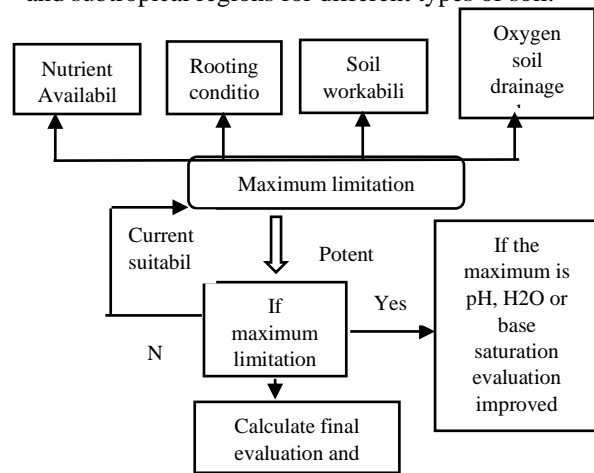 and subtropical regions for different types of soil.
Nutrient
Availabil
Rooting
conditio
Soil
workabili
Oxygen
soil
drainage
Maximum limitation
Current
suitabil
Potent
If
maximum
limitation
Yes
N
If the
maximum is
pH, H2O or
base
saturation
evaluation
improved
Calculate final
evaluation and